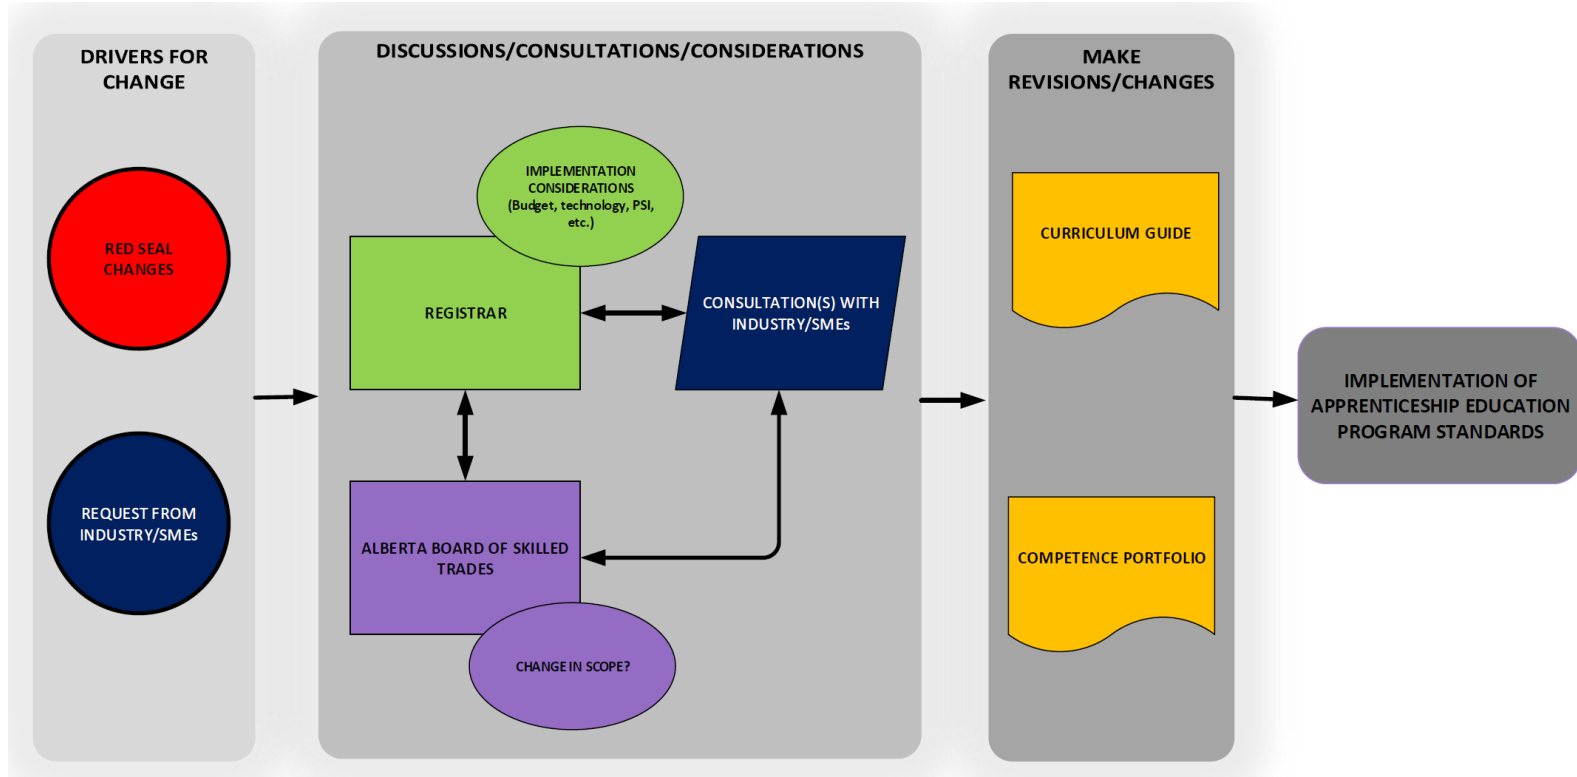 DRIVERS FOR
CHANGE
RED SEAL
CHANGES
REQUEST FROM
INDUSTRY/SMEs
DISCUSSIONS/CONSULTATIONS/CONSIDERATIONS
IMPLEMENTATION
CONSIDERATIONS
(Budget, technology, PSI,
etc.)
REGISTRAR
CONSULTATION(S) WITH
INDUSTRY/SMEs
ALBERTA BOARD OF SKILLED
TRADES
CHANGE IN SCOPE?
MAKE
REVISIONS/CHANGES
CURRICULUM GUIDE
COMPETENCE PORTFOLIO
IMPLEMENTATION OF
APPRENTICESHIP EDUCATION
PROGRAM STANDARDS